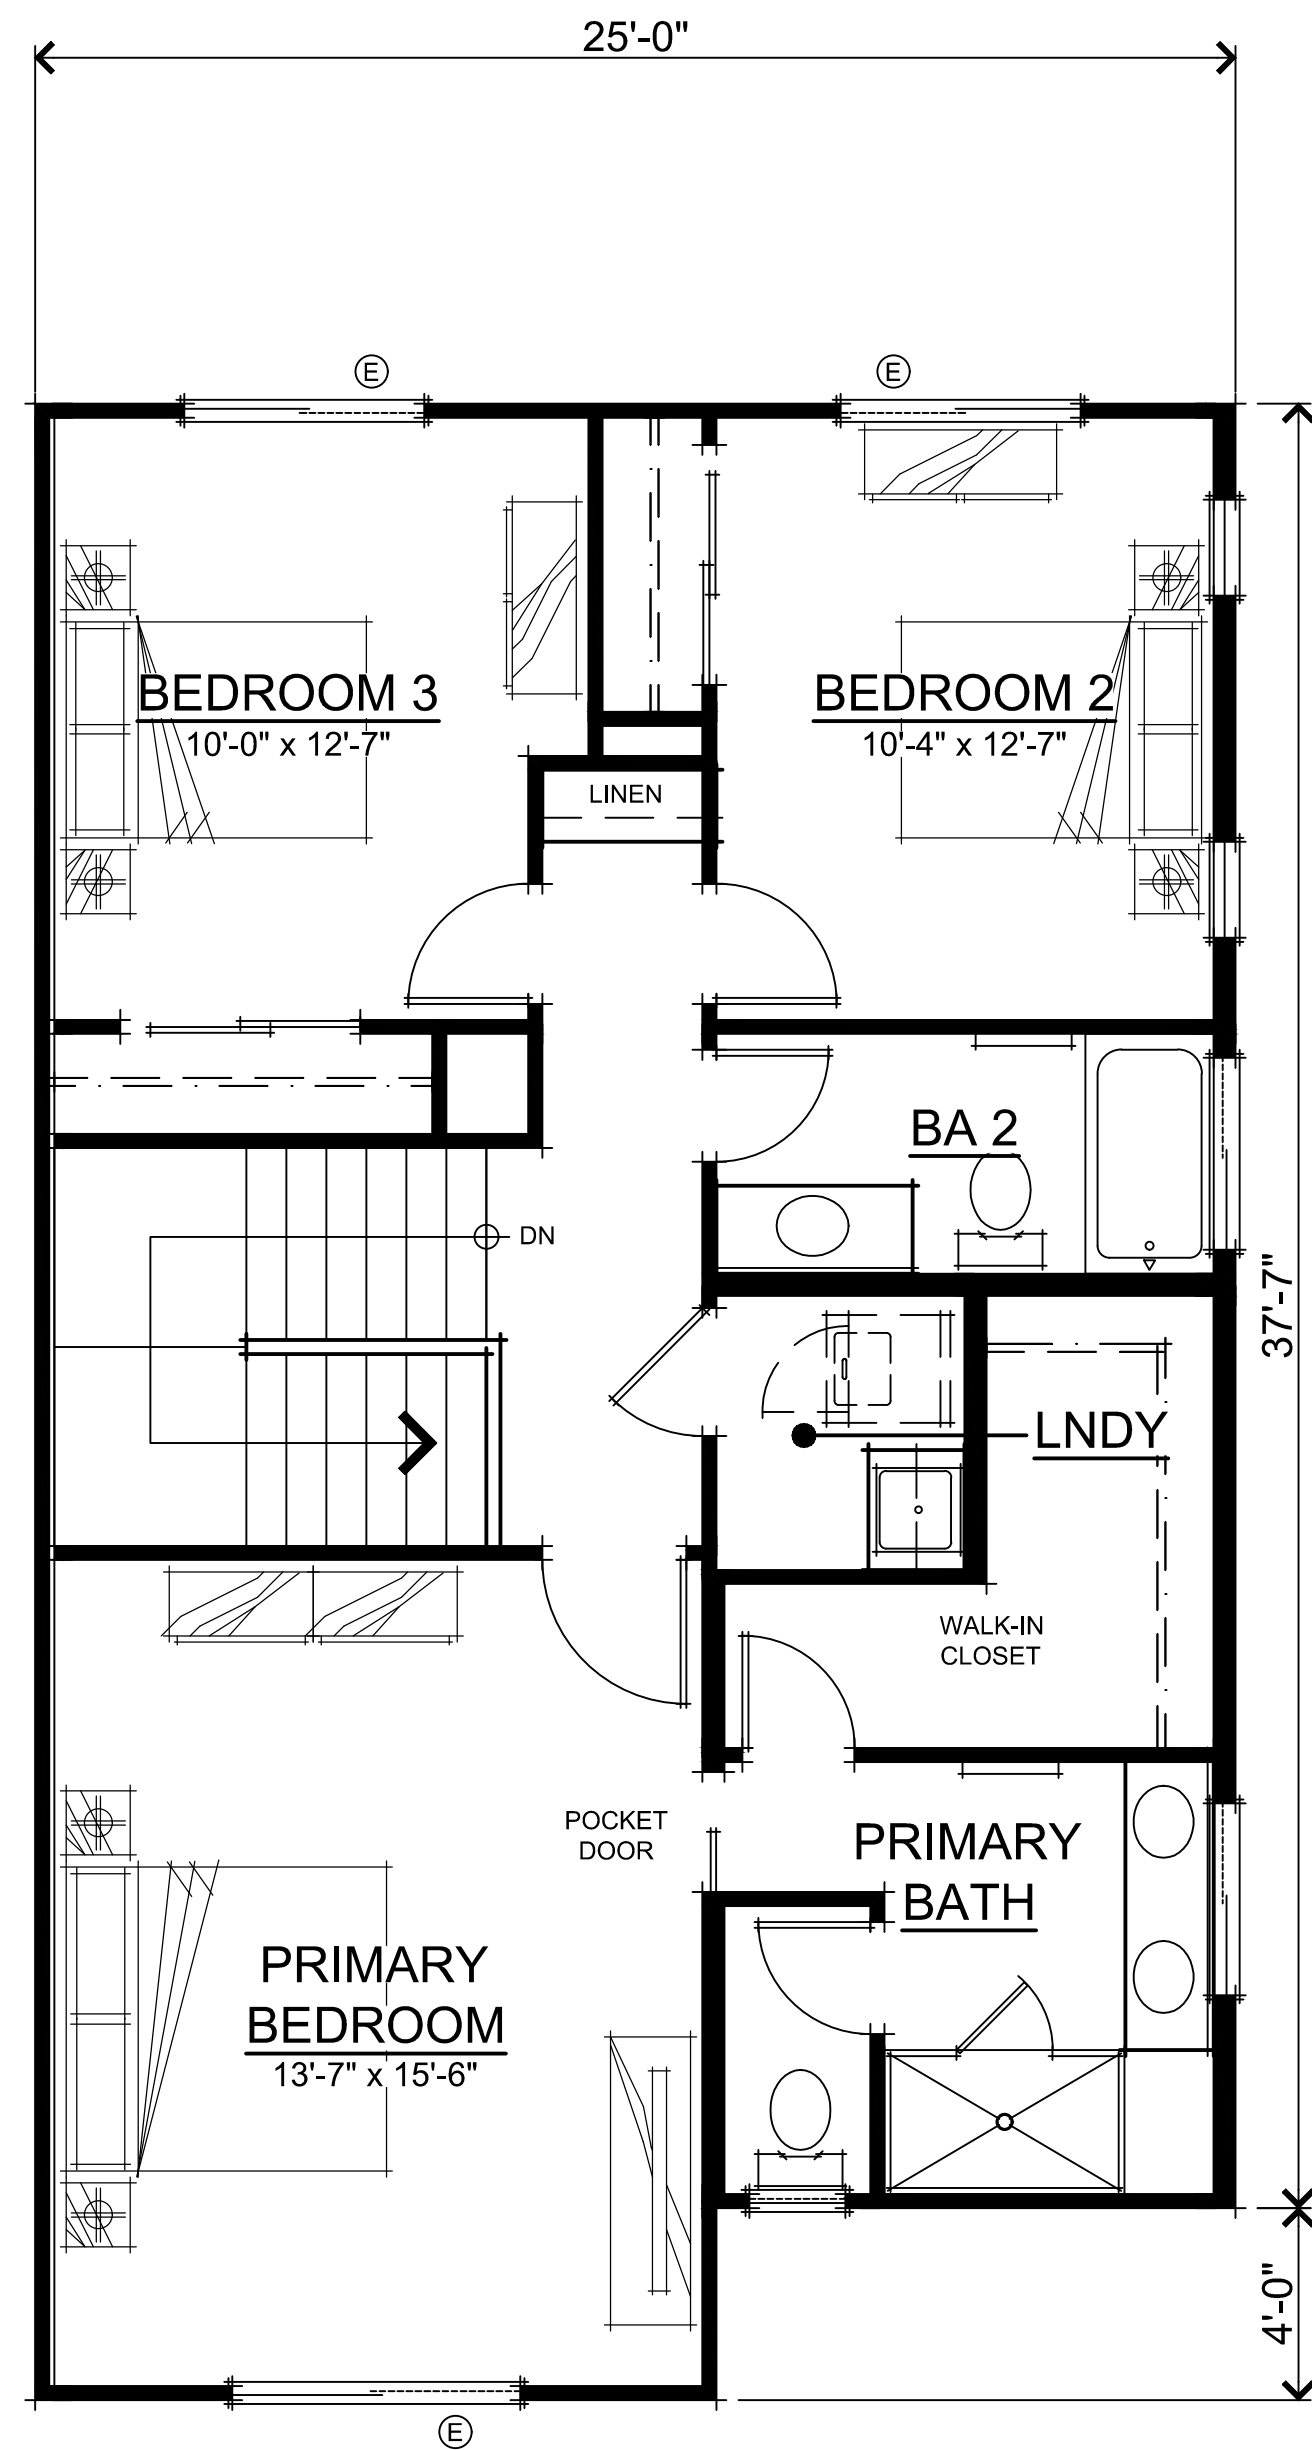 25'-0"
E
E
BEDROOM 3
10'-0" x 12'-7"
BEDROOM 2
10'-4" x 12'-7"
LINEN
BA 2
DN
37'-7"
LNDY
WALK-IN
CLOSET
POCKET
DOOR
PRIMARY
BATH
PRIMARY
BEDROOM
13'-7" x 15'-6"
4'-0"
E